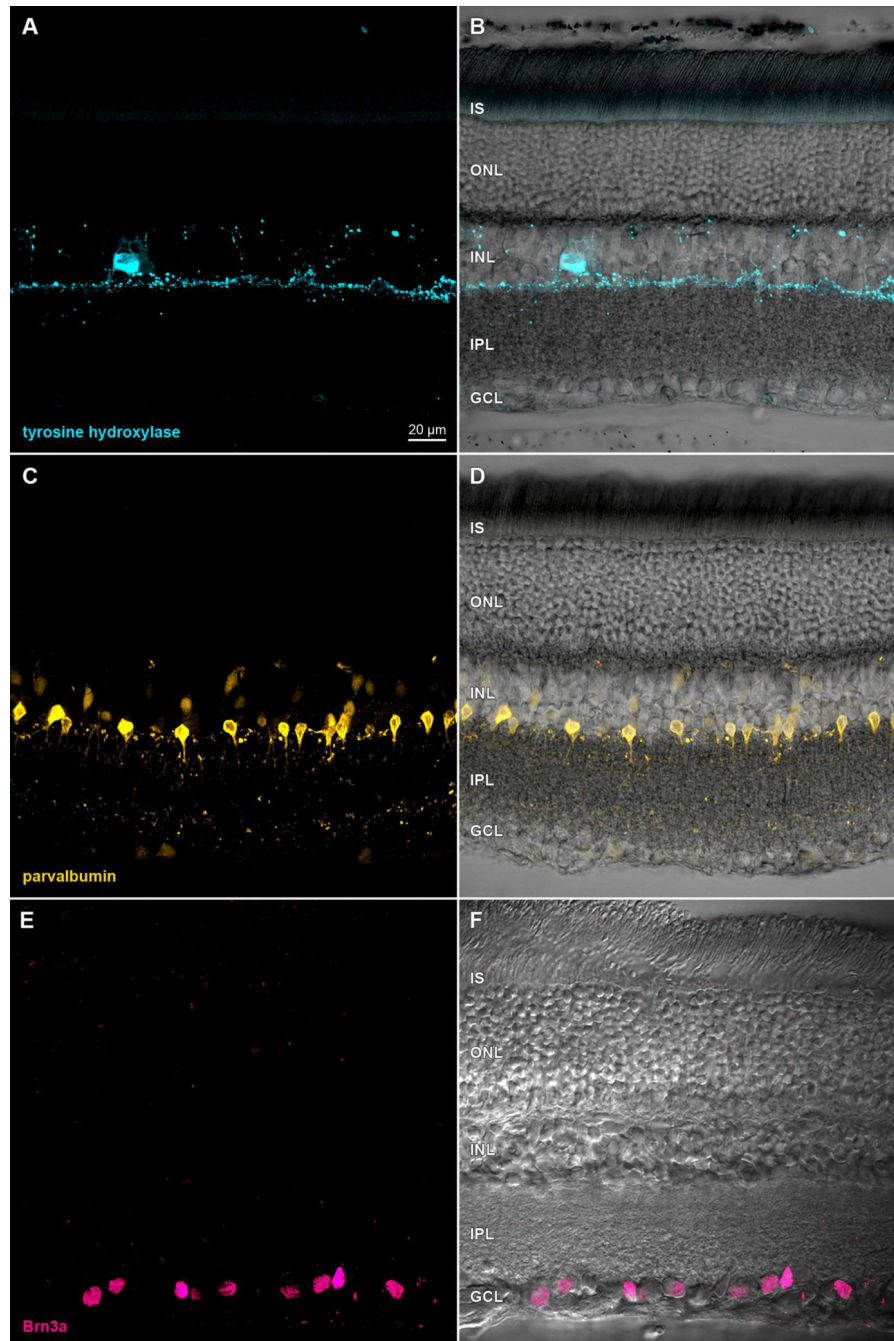 A
B
IS
ONL
INL
IPL
GCL
tyrosine hydroxylase
20 µm
C
D
IS
ONL
INL
IPL
GCL
parvalbumin
E
F
IS
ONL
INL
IPL
GCL
Brn3a